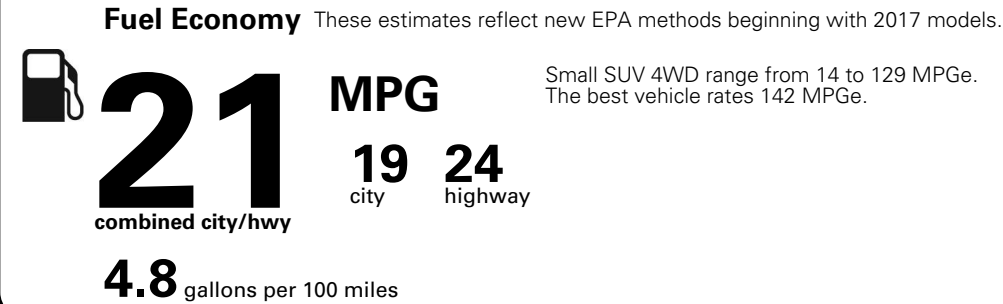 Fuel Economy These estimates reflect new EPA methods beginning with 2017 models.
21 MPG
Small SUV 4WD range from 14 to 129 MPGe.
The best vehicle rates 142 MPGe.
19 24
city highway
combined city/hwy
4.8 gallons per 100 miles